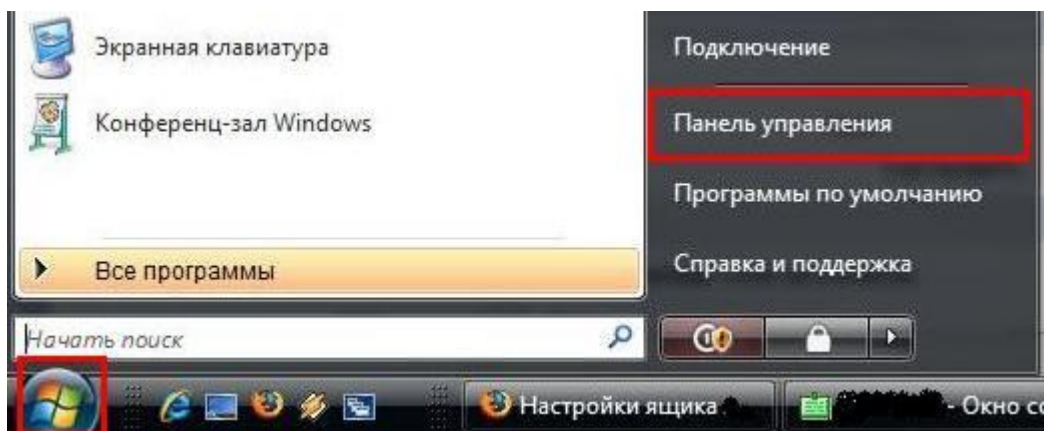 Экранная клавиатура
Конференц-зал Windows
Все программы
Начать поиск
Подключение
Панель управления
Программы по умолчанию
Справка и поддержка
Настройки ящика
- Окно со